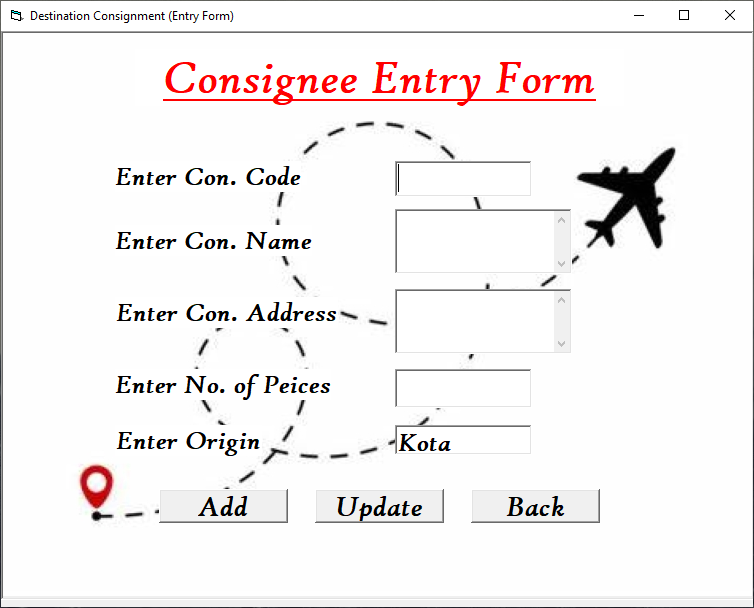 Destination Consignment (Entry Form)
Consignee Entry Form
Enter Con. Code
Enter Con. Name
Enter Con. Address
Enter No. of Peices
Enter Origin Kota
Add Update Back